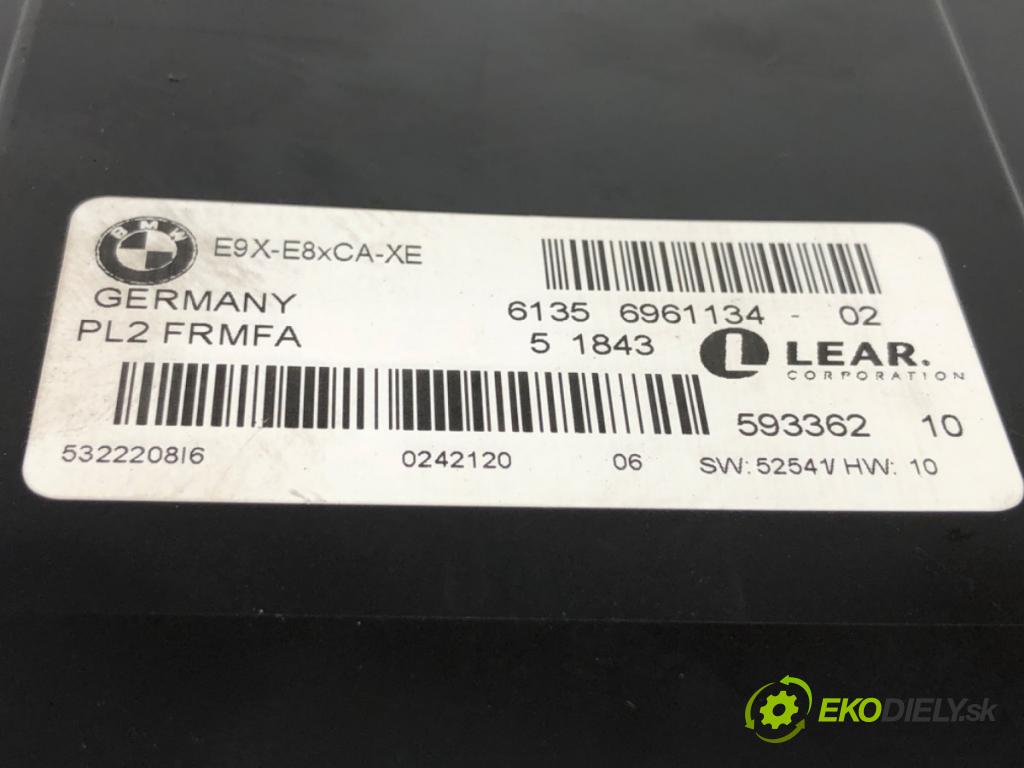 BMW
E9X-E8xCA-XE
GERMANY
6135 6961134 - 02
PL2 FRMFA
5 1843
LEAR.
CORPORATION
593362 10
5322208I6
0242120
06
SW: 52541/ HW: 10
EKODIELY.sk